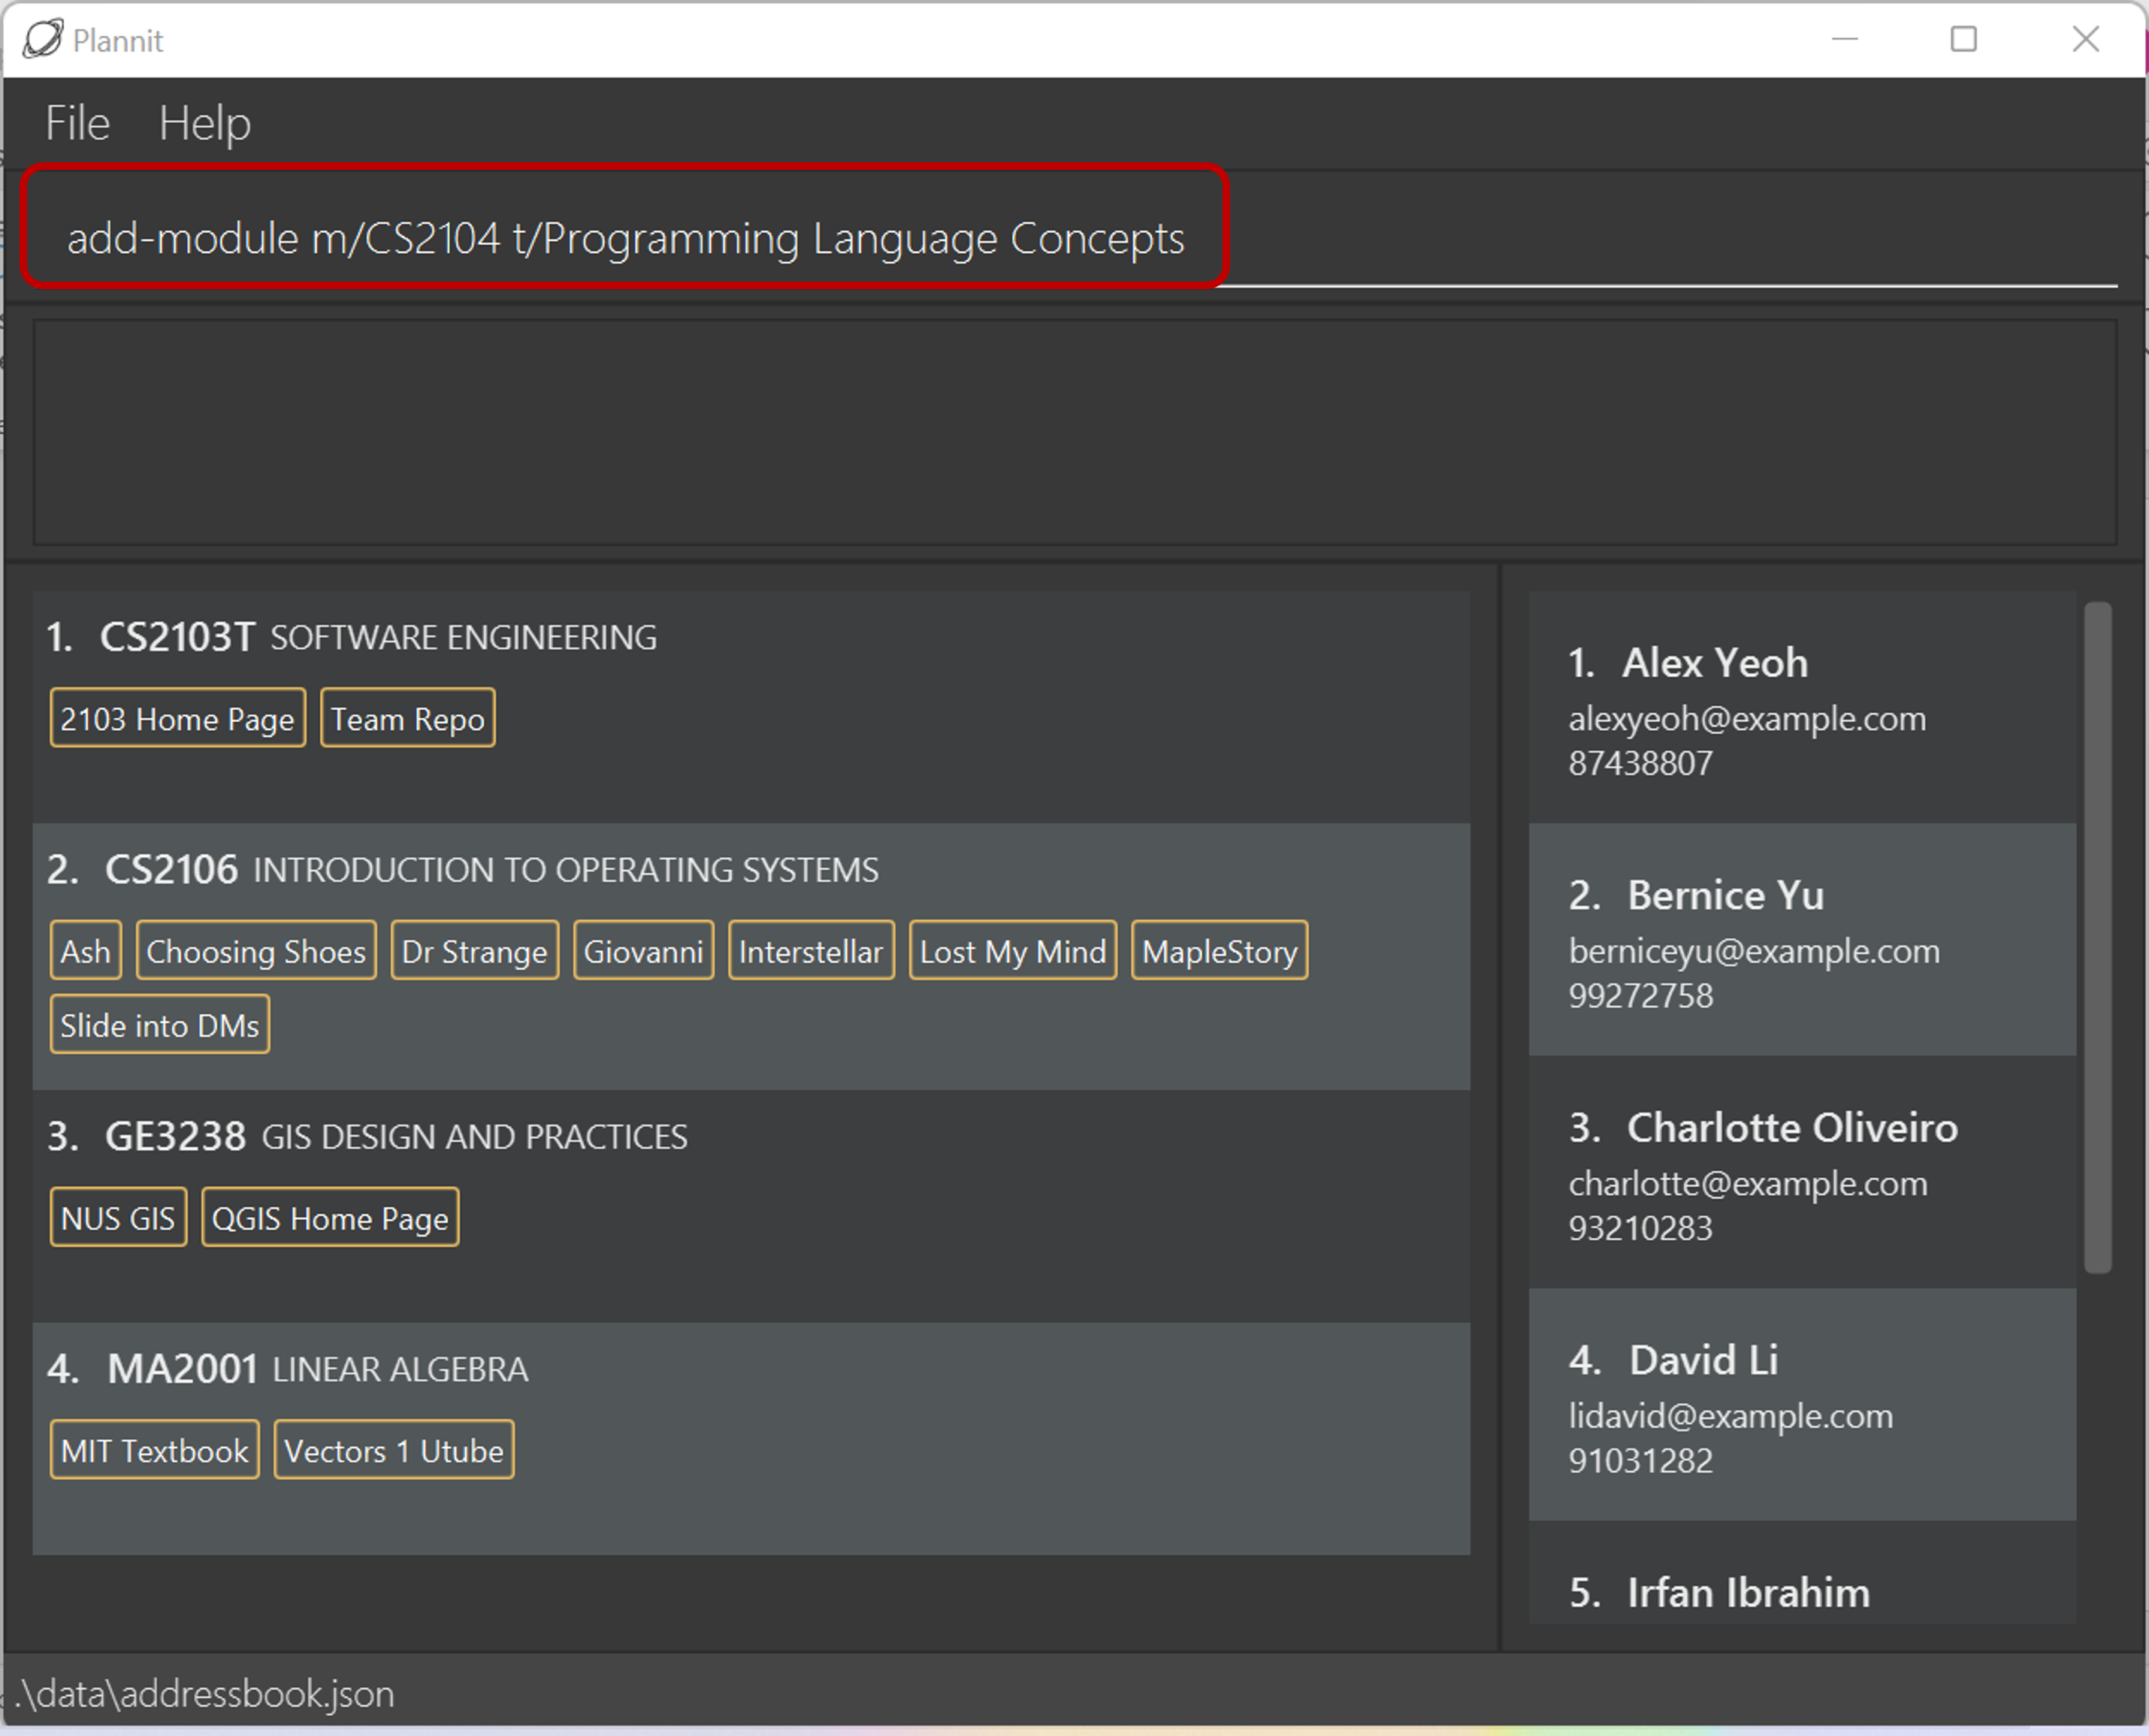 Plannit
File Help
add-module m/CS2104 t/Programming Language Concepts
1. CS2103T SOFTWARE ENGINEERING
2103 Home Page Team Repo
2. CS2106 INTRODUCTION TO OPERATING SYSTEMS
Ash Choosing Shoes Dr Strange Giovanni Interstellar Lost My Mind MapleStory
Slide into DMs
3. GE3238 GIS DESIGN AND PRACTICES
NUS GIS QGIS Home Page
4. MA2001 LINEAR ALGEBRA
MIT Textbook Vectors 1 Utube
1. Alex Yeoh
alexyeoh@example.com
87438807
2. Bernice Yu
berniceyu@example.com
99272758
3. Charlotte Oliveiro
charlotte@example.com
93210283
4. David Li
lidavid@example.com
91031282
5. Irfan Ibrahim
.\data\addressbook.json